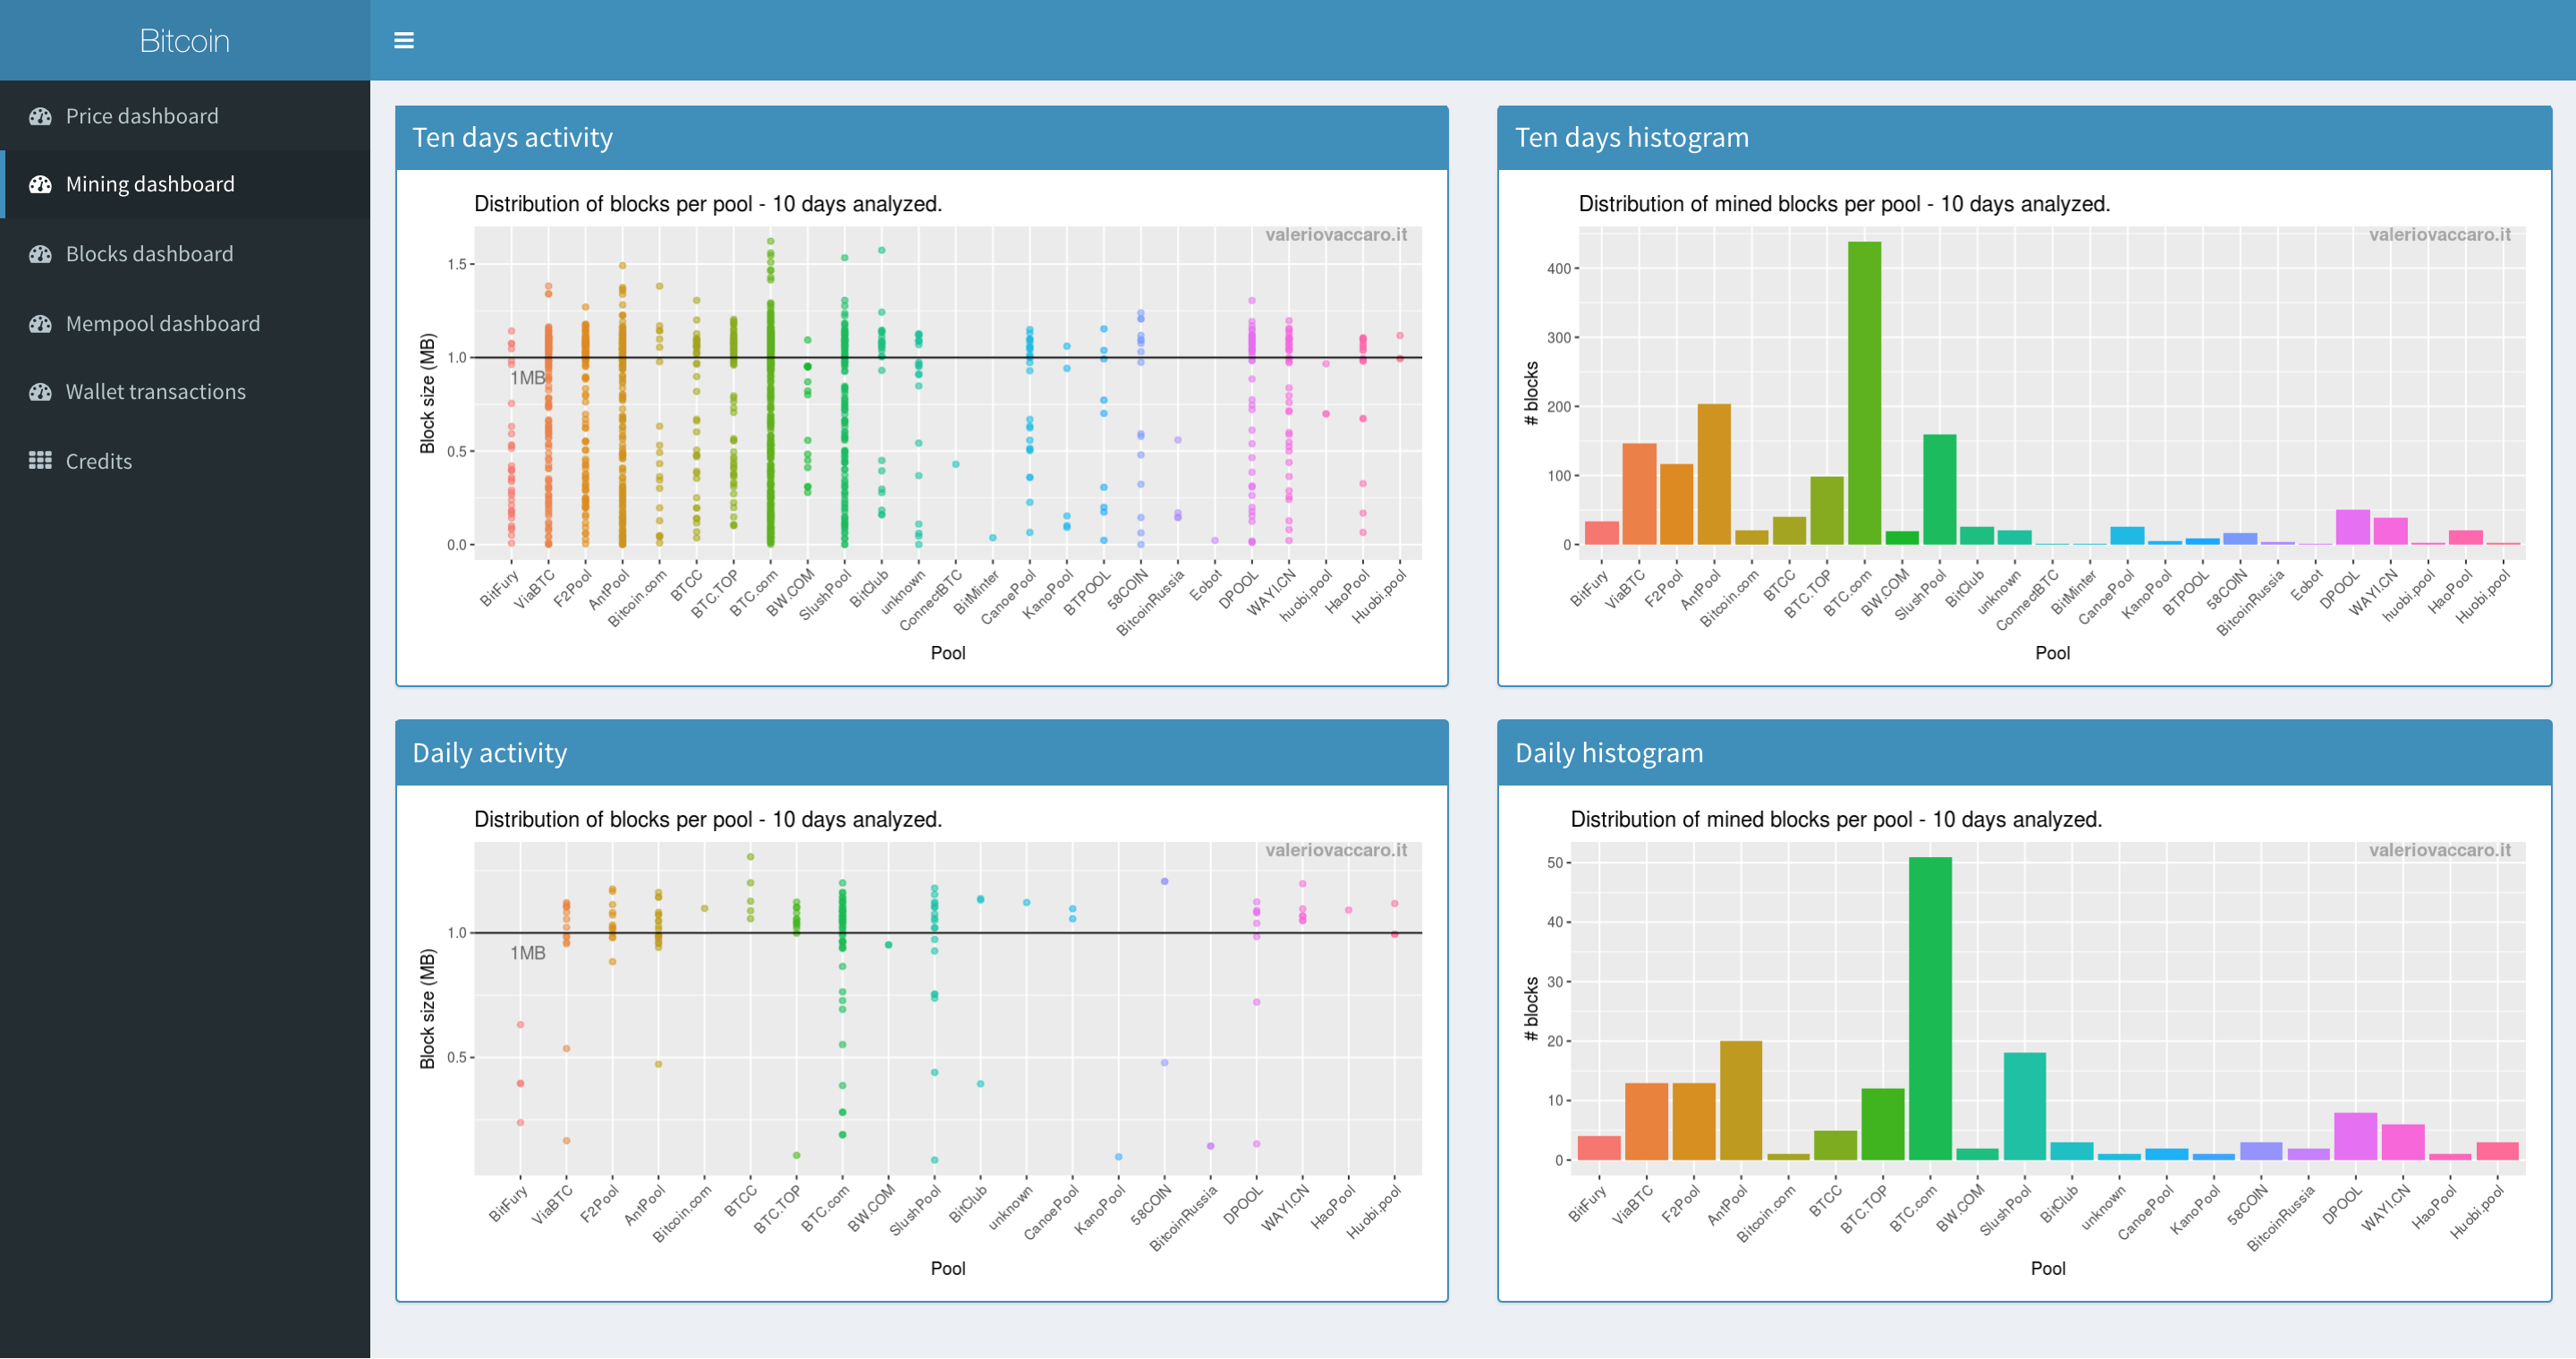 Bitcoin
Price dashboard
Mining dashboard
Blocks dashboard
Mempool dashboard
Wallet transactions
Credits
Ten days activity
Distribution of blocks per pool - 10 days analyzed.
valeriovaccaro.it
1.5
1.0
0.5
0.0
1MB
Block size (MB)
BitFury
ViaBTC
F2Pool
AntPool
Bitcoin.com
BTCC
BTC.TOP
BTC.com
BW.COM
SlushPool
BitClub
unknown
ConnectBTC
BitMinter
CanoePool
KanoPool
BTPOOL
58COIN
BitcoinRussia
Eobot
DPOOL
WAYI.CN
huobi.pool
HaoPool
Huobi.pool
Pool
Ten days histogram
Distribution of mined blocks per pool - 10 days analyzed.
valeriovaccaro.it
400
300
200
100
0
# blocks
BitFury
ViaBTC
F2Pool
AntPool
Bitcoin.com
BTCC
BTC.TOP
BTC.com
BW.COM
SlushPool
BitClub
unknown
ConnectBTC
BitMinter
CanoePool
KanoPool
BTPOOL
58COIN
BitcoinRussia
Eobot
DPOOL
WAYI.CN
huobi.pool
HaoPool
Huobi.pool
Pool
Daily activity
Distribution of blocks per pool - 10 days analyzed.
valeriovaccaro.it
1.0
0.5
1MB
Block size (MB)
BitFury
ViaBTC
F2Pool
AntPool
Bitcoin.com
BTCC
BTC.TOP
BTC.com
BW.COM
SlushPool
BitClub
unknown
CanoePool
KanoPool
58COIN
BitcoinRussia
DPOOL
WAYI.CN
HaoPool
Huobi.pool
Pool
Daily histogram
Distribution of mined blocks per pool - 10 days analyzed.
valeriovaccaro.it
50
40
30
20
10
0
# blocks
BitFury
ViaBTC
F2Pool
AntPool
Bitcoin.com
BTCC
BTC.TOP
BTC.com
BW.COM
SlushPool
BitClub
unknown
CanoePool
KanoPool
58COIN
BitcoinRussia
DPOOL
WAYI.CN
HaoPool
Huobi.pool
Pool